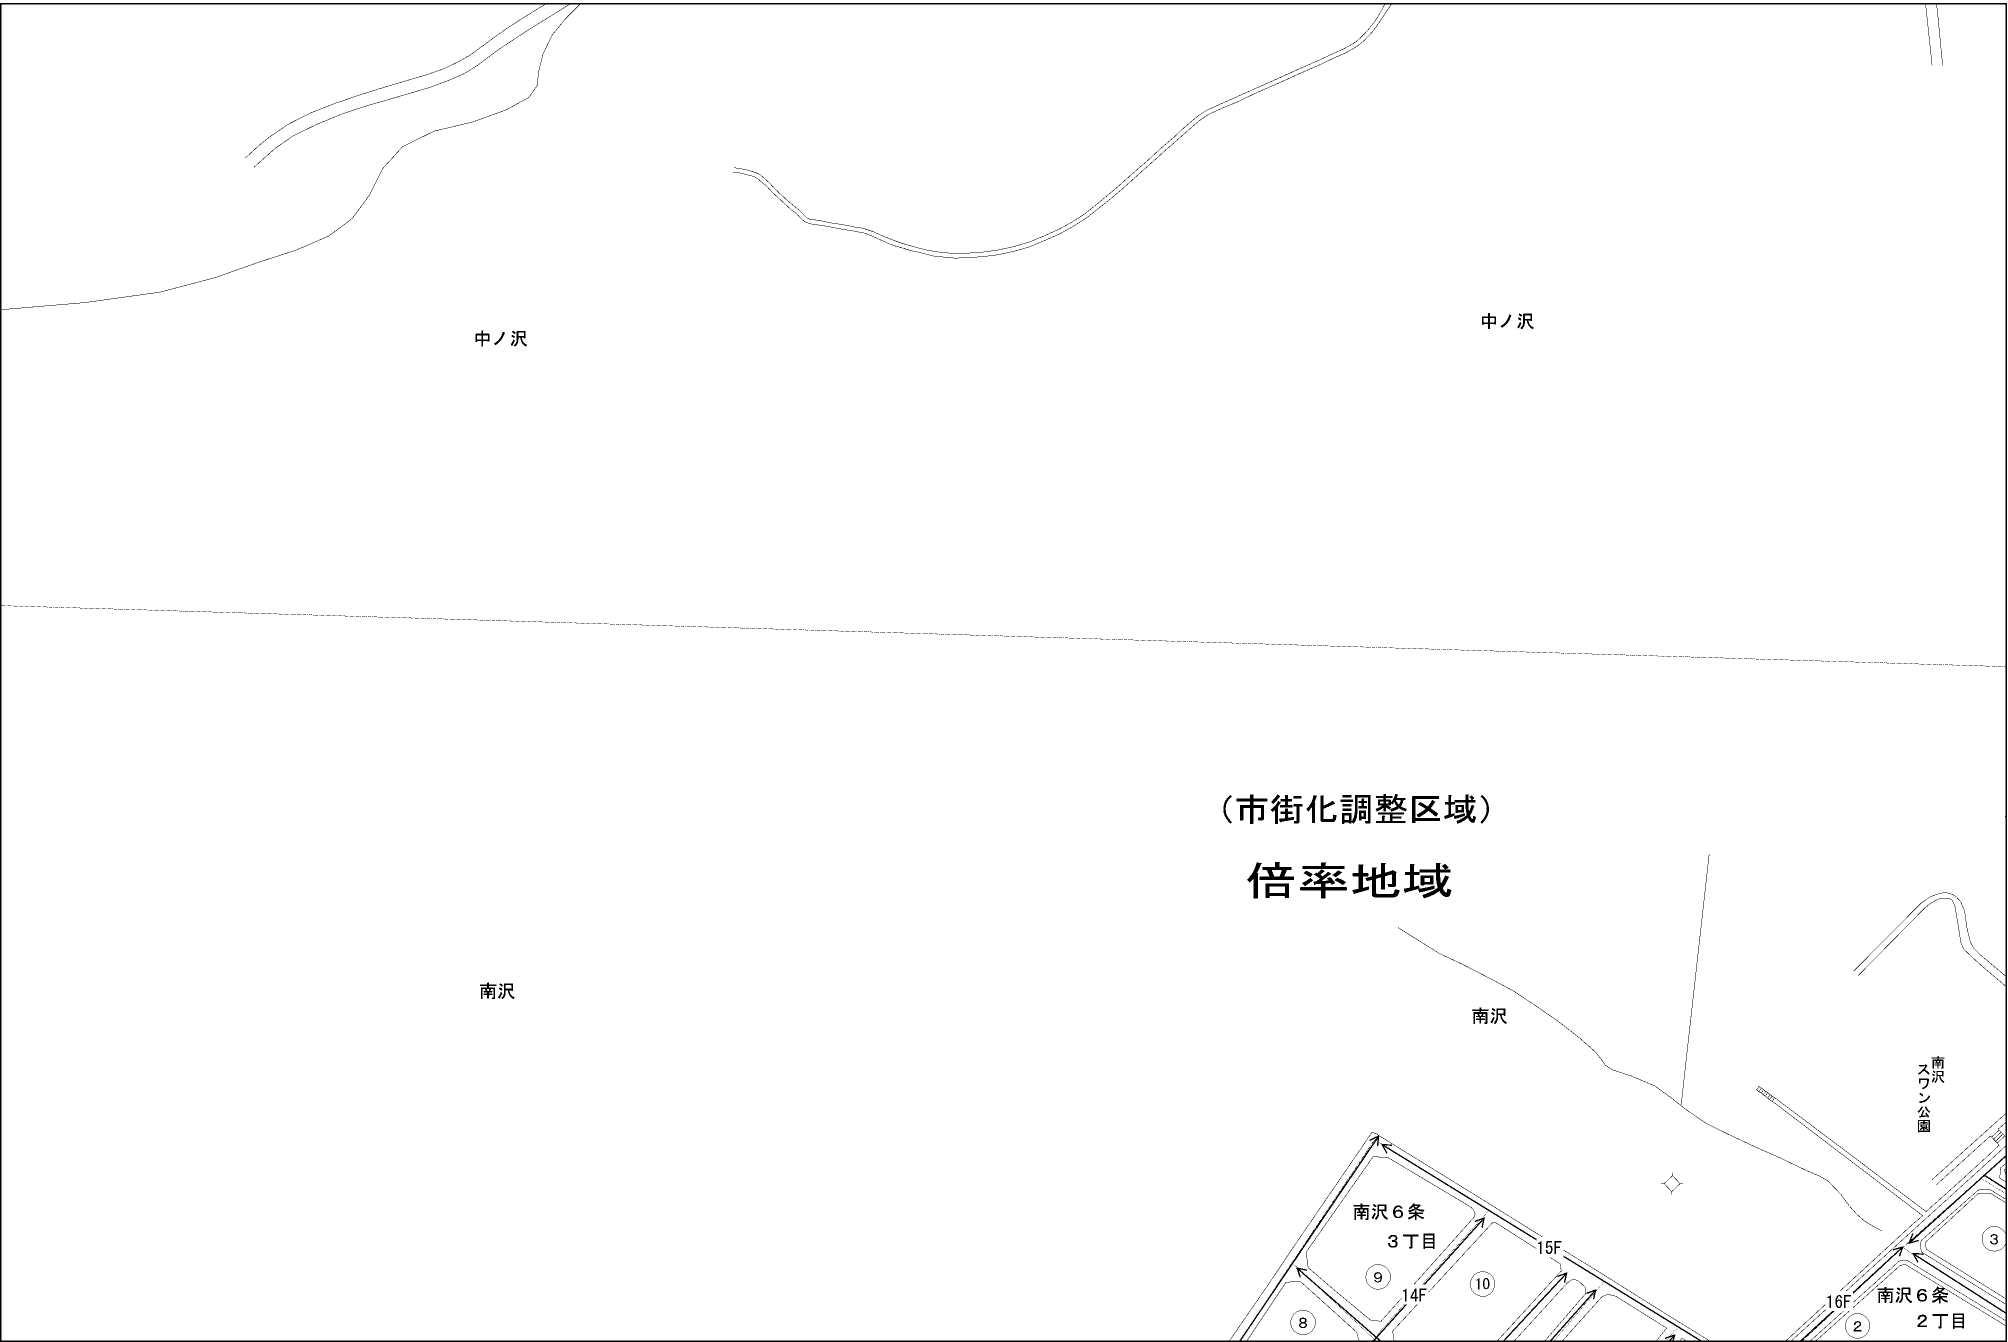 中ノ沢
中ノ沢
（市街化調整区域）
倍率地域
南沢
南沢
南沢
スワン公園
南沢６条
３丁目
15F
9
10
14F
8
3
南沢６条
２丁目
16F
2